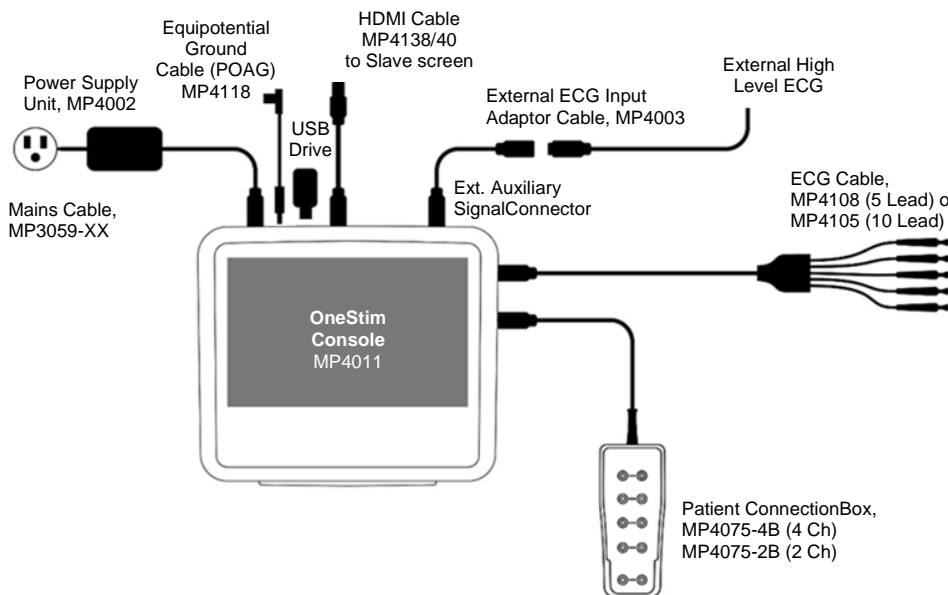 Equipotential
Ground
Cable (POAG)
MP4118
HDMI Cable
MP4138/40
to Slave screen
Power Supply
Unit, MP4002
USB
Drive
External ECG Input
Adaptor Cable, MP4003
External High
Level ECG
Mains Cable,
MP3059-XX
Ext. Auxiliary
SignalConnector
ECG Cable,
MP4108 (5 Lead) o
MP4105 (10 Lead)
OneStim
Console
MP4011
Patient ConnectionBox,
MP4075-4B (4 Ch)
MP4075-2B (2 Ch)